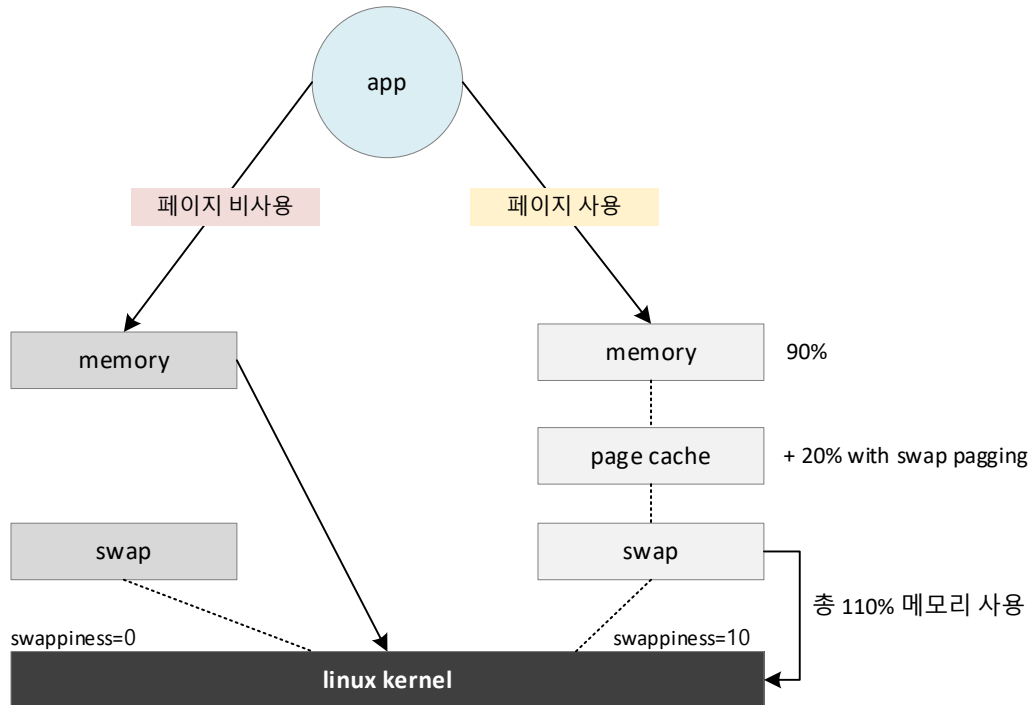 app
페이지 비사용
페이지 사용
memory
memory
90%
page cache
+ 20% with swap pagging
swap
swap
총 110% 메모리 사용
swappiness=0
swappiness=10
linux kernel